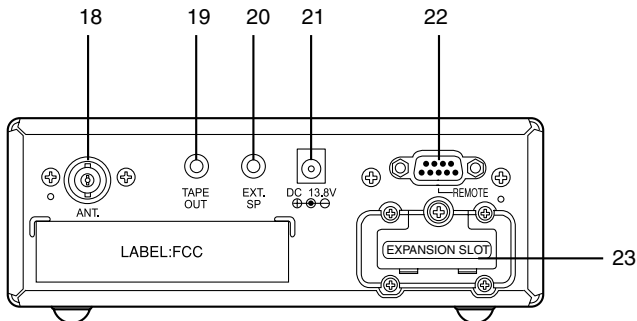 18 19 20 21 22
ANT.
TAPE
OUT
EXT.
SP
DC 13.8V
REMOTE
LABEL:FCC
EXPANSION SLOT
23